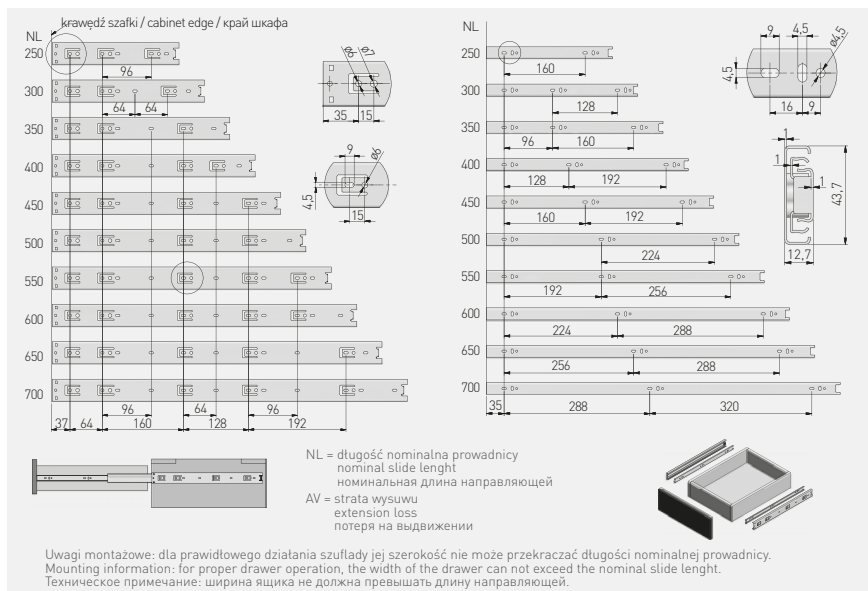 krawędź szafki / cabinet edge / край шкафа
NL
250
96
300
64 64
350
400
450
500
550
600
650
700
96 64 96
37 64 160 128 192
ø6 ø7
35 15
9 ø6
4,5
15
NL
250
160
300
128
350
96 160
400
128 192
450
160 192
500
224
550
192 256
600
224 288
650
256 288
700
35 288 320
9 4,5 ø4,5
4,5
16 9
1
1
1
43,7
12,7
NL = długość nominalna prowadnicy
nominal slide lenght
номинальная длина направляющей
AV = strata wysuwu
extension loss
потеря на выдвижении
Uwagi montażowe: dla prawidłowego działania szuflady jej szerokość nie może przekraczać długości nominalnej prowadnicy.
Mounting information: for proper drawer operation, the width of the drawer can not exceed the nominal slide lenght.
Техническое примечание: ширина ящика не должна превышать длину направляющей.